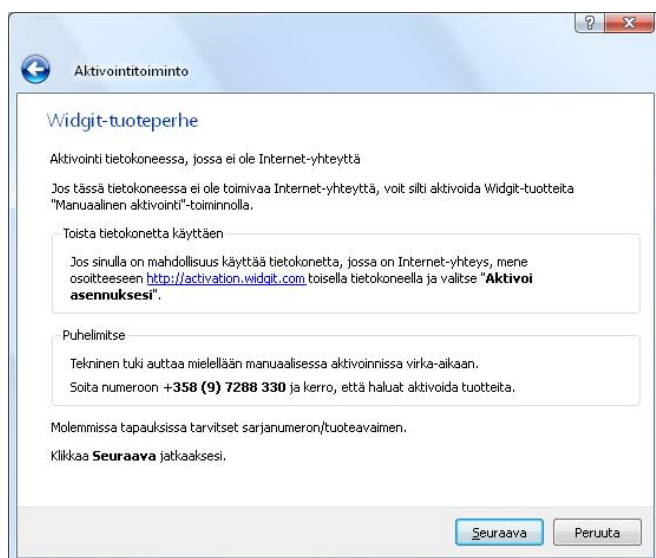 Aktivointitoiminto
Widgit-tuoteperhe
Aktivointi tietokoneessa, jossa ei ole Internet-yhteyttä
Jos tässä tietokoneessa ei ole toimivaa Internet-yhteyttä, voit silti aktivoida Widgit-tuotteita
"Manuaalinen aktivointi"-toiminnolla.
Toista tietokonetta käyttäen
Jos sinulla on mahdollisuus käyttää tietokonetta, jossa on Internet-yhteys, mene
osoitteeseen http://activation.widgit.com toisella tietokoneella ja valitse "Aktivoi
asennuksesi".
Puhelimitse
Tekninen tuki auttaa mielellään manuaalisessa aktivoinnissa virka-aikaan.
Soita numeroon +358 (9) 7288 330 ja kerro, että haluat aktivoida tuotteita.
Molemmissa tapauksissa tarvitset sarjanumeron/tuoteavaimen.
Klikkaa Seuraava jatkaaksesi.
Seuraava Peruuta